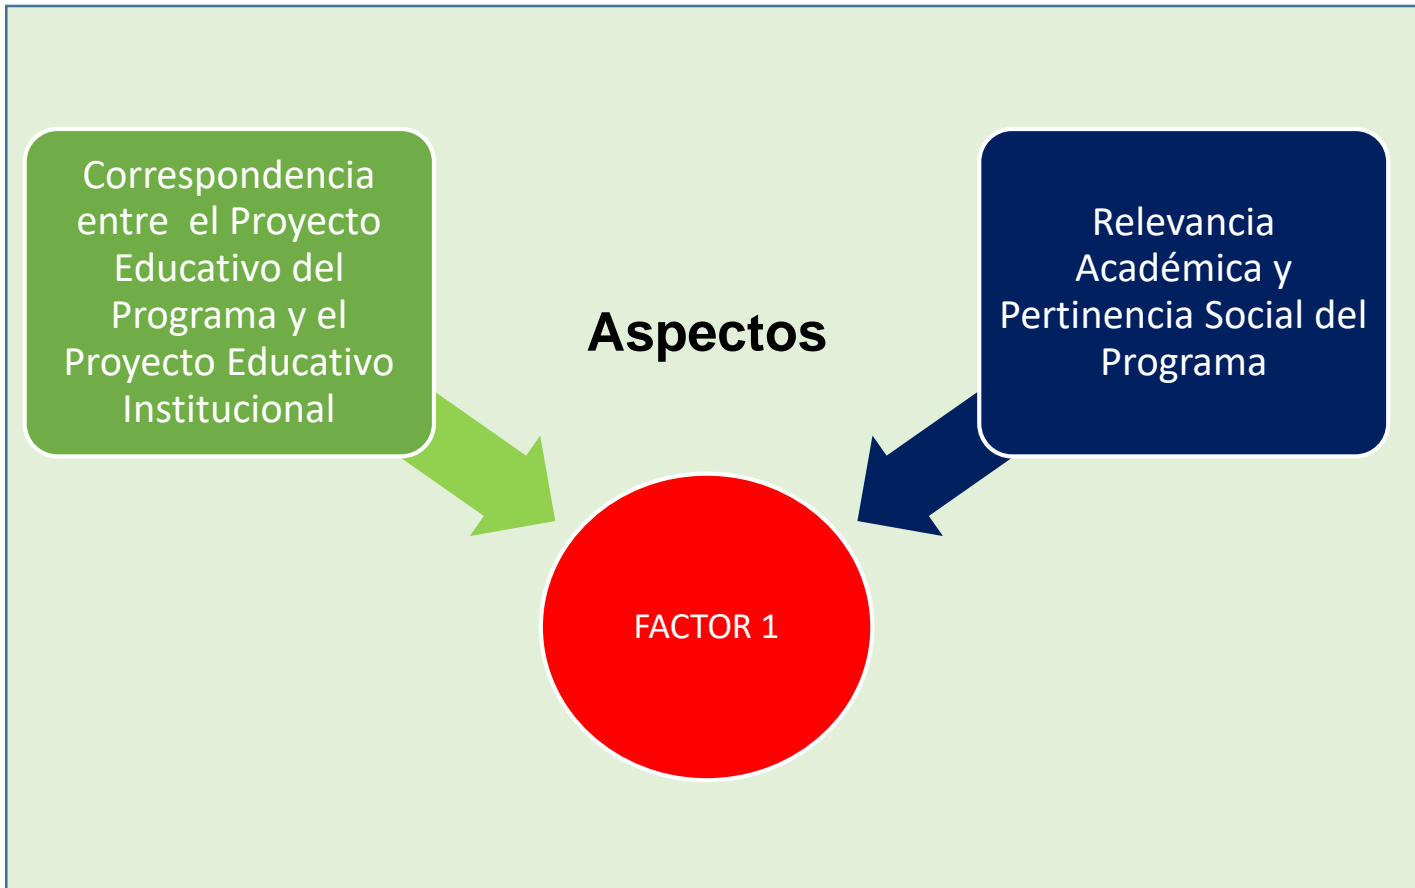 Correspondencia
entre  el Proyecto
Educativo del
Programa y el
Proyecto Educativo
Institucional
Aspectos
Relevancia
Académica y
Pertinencia Social del
Programa
FACTOR 1